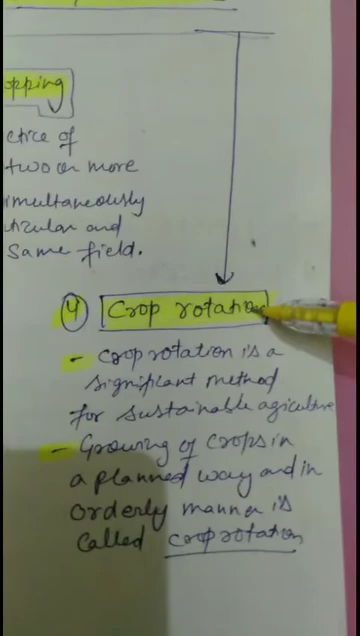 opping
ctice of
two or more
imultaneously
ticular and
Same field.
4 Crop rotation
- Crop rotation is a
significant method
for sustainable agriculture
- Growing of crops in
a planned way and in
orderly manner is
called crop rotation